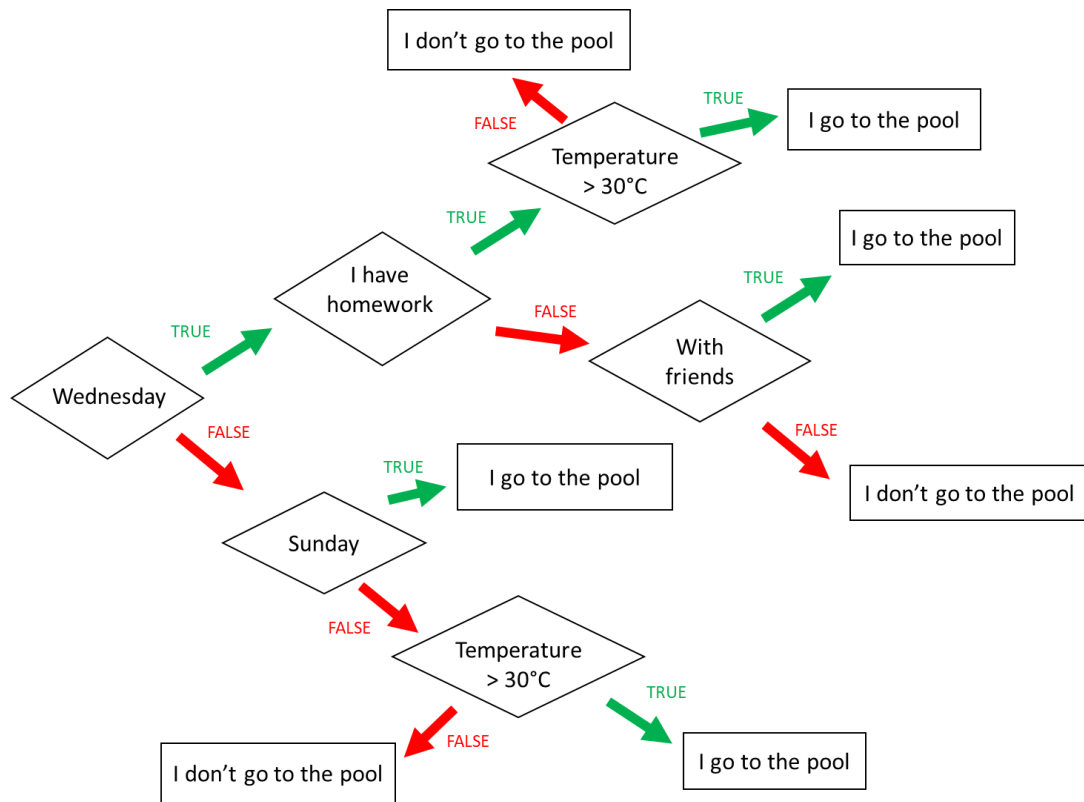 I don't go to the pool
TRUE
FALSE
I go to the pool
Temperature
> 30°C
TRUE
I go to the pool
I have
homework
TRUE
TRUE
FALSE
With
friends
Wednesday
FALSE
FALSE
TRUE
I go to the pool
I don't go to the pool
Sunday
FALSE
Temperature
> 30°C
TRUE
FALSE
I don't go to the pool
I go to the pool